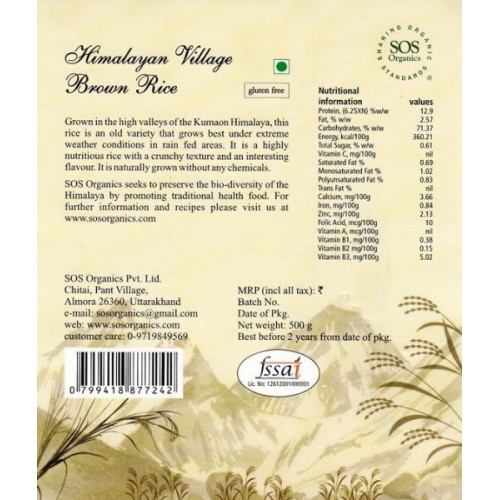 Himalayan Village
Brown Rice
gluten free
SHARING ORGANIC
SOS
Organics
STANDARDS
Grown in the high valleys of the Kumaon Himalaya, this
rice is an old variety that grows best under extreme
weather conditions in rain fed areas. It is a highly
nutritious rice with a crunchy texture and an interesting
flavour. It is naturally grown without any chemicals.
SOS Organics seeks to preserve the bio-diversity of the
Himalaya by promoting traditional health food. For
further information and recipes please visit us at
www.sosorganics.com
Nutritional
information values
Protein, (6.25XN) %w/w 12.9
Fat, % w/w 2.57
Carbohydrates, % w/w 71.37
Energy, kcal/100g 360.21
Total Sugar, % w/w 0.61
Vitamin C, mg/100g nil
Saturated Fat % 0.69
Monosaturated Fat % 1.02
Polyunsaturated Fat % 0.83
Trans Fat % nil
Calcium, mg/100g 3.66
Iron, mg/100g 0.84
Zinc, mg/100g 2.13
Folic Acid, mg/100g 10
Vitamin A, mcg/100g nil
Vitamin B1, mg/100g 0.38
Vitamin B2 mg/100g 0.15
Vitamin B3, mg/100g 5.02
SOS Organics Pvt. Ltd.
Chitai, Pant Village,
Almora 26360, Uttarakhand
e-mail: sosorganics@gmail.com
web: www.sosorganics.com
customer care: 0-9719849569
MRP (incl all tax): ₹
Batch No.
Date of Pkg.
Net weight: 500 g
Best before 2 years from date of pkg.
0 799418 877242
fssai
Lic. No: 12612001000001